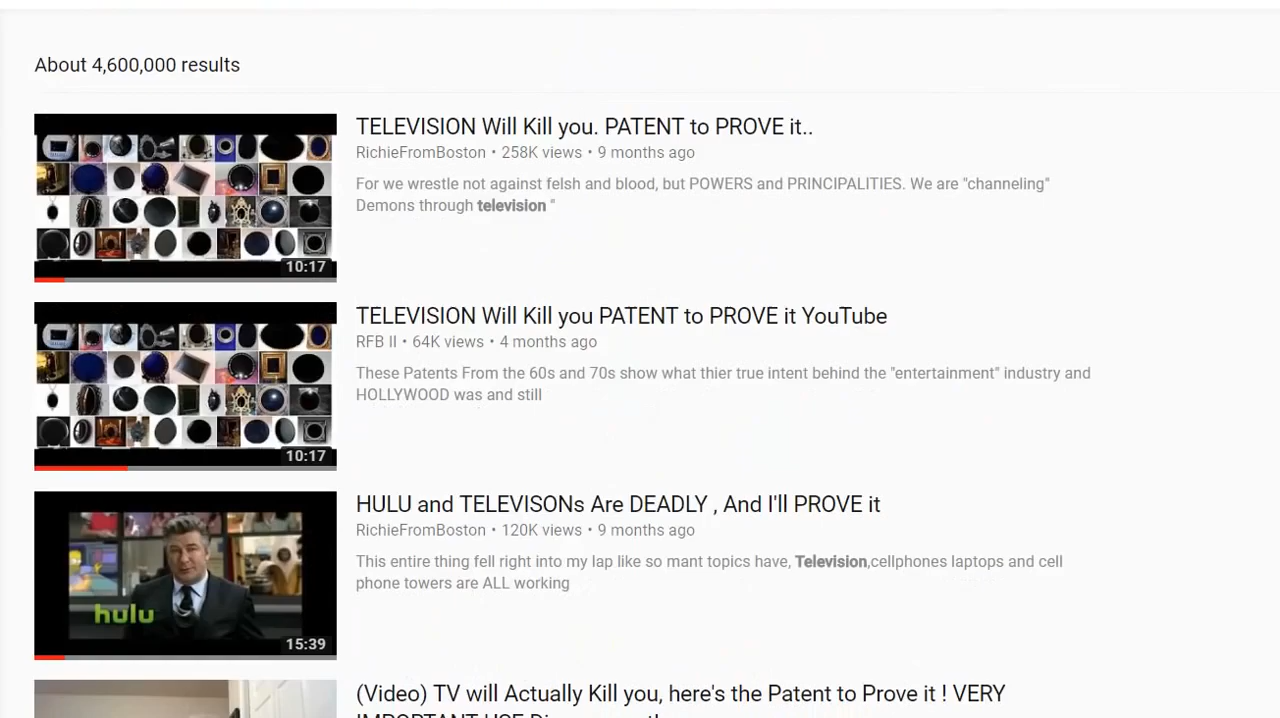 About 4,600,000 results
TELEVISION Will Kill you. PATENT to PROVE it..
RichieFromBoston • 258K views • 9 months ago
For we wrestle not against felsh and blood, but POWERS and PRINCIPALITIES. We are "channeling"
Demons through television "
10:17
TELEVISION Will Kill you PATENT to PROVE it YouTube
RFB II • 64K views • 4 months ago
These Patents From the 60s and 70s show what thier true intent behind the "entertainment" industry and
HOLLYWOOD was and still
10:17
HULU and TELEVISONs Are DEADLY , And I'll PROVE it
RichieFromBoston • 120K views • 9 months ago
This entire thing fell right into my lap like so mant topics have, Television,cellphones laptops and cell
phone towers are ALL working
hulu
15:39
(Video) TV will Actually Kill you, here's the Patent to Prove it ! VERY